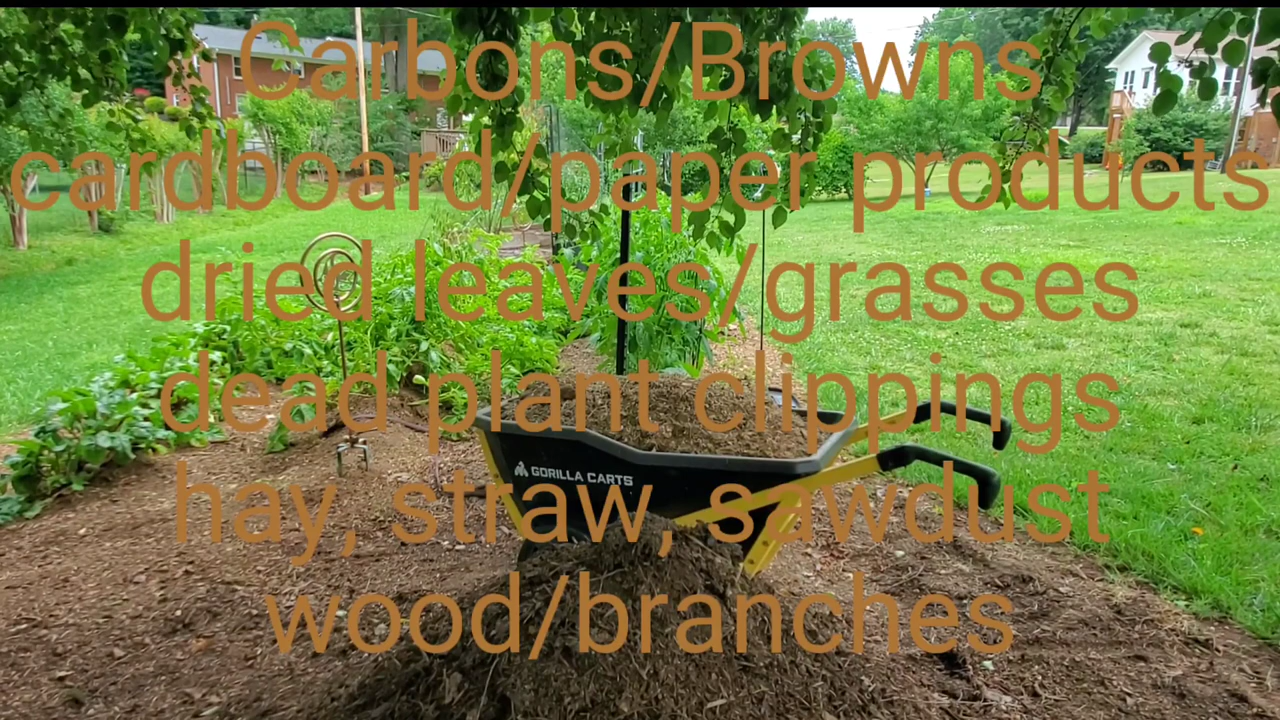 Carbons/Browns
cardboard/paper products
dried leaves/grasses
dead plant clippings
hay, straw, sawdust
wood/branches
GORILLA CARTS